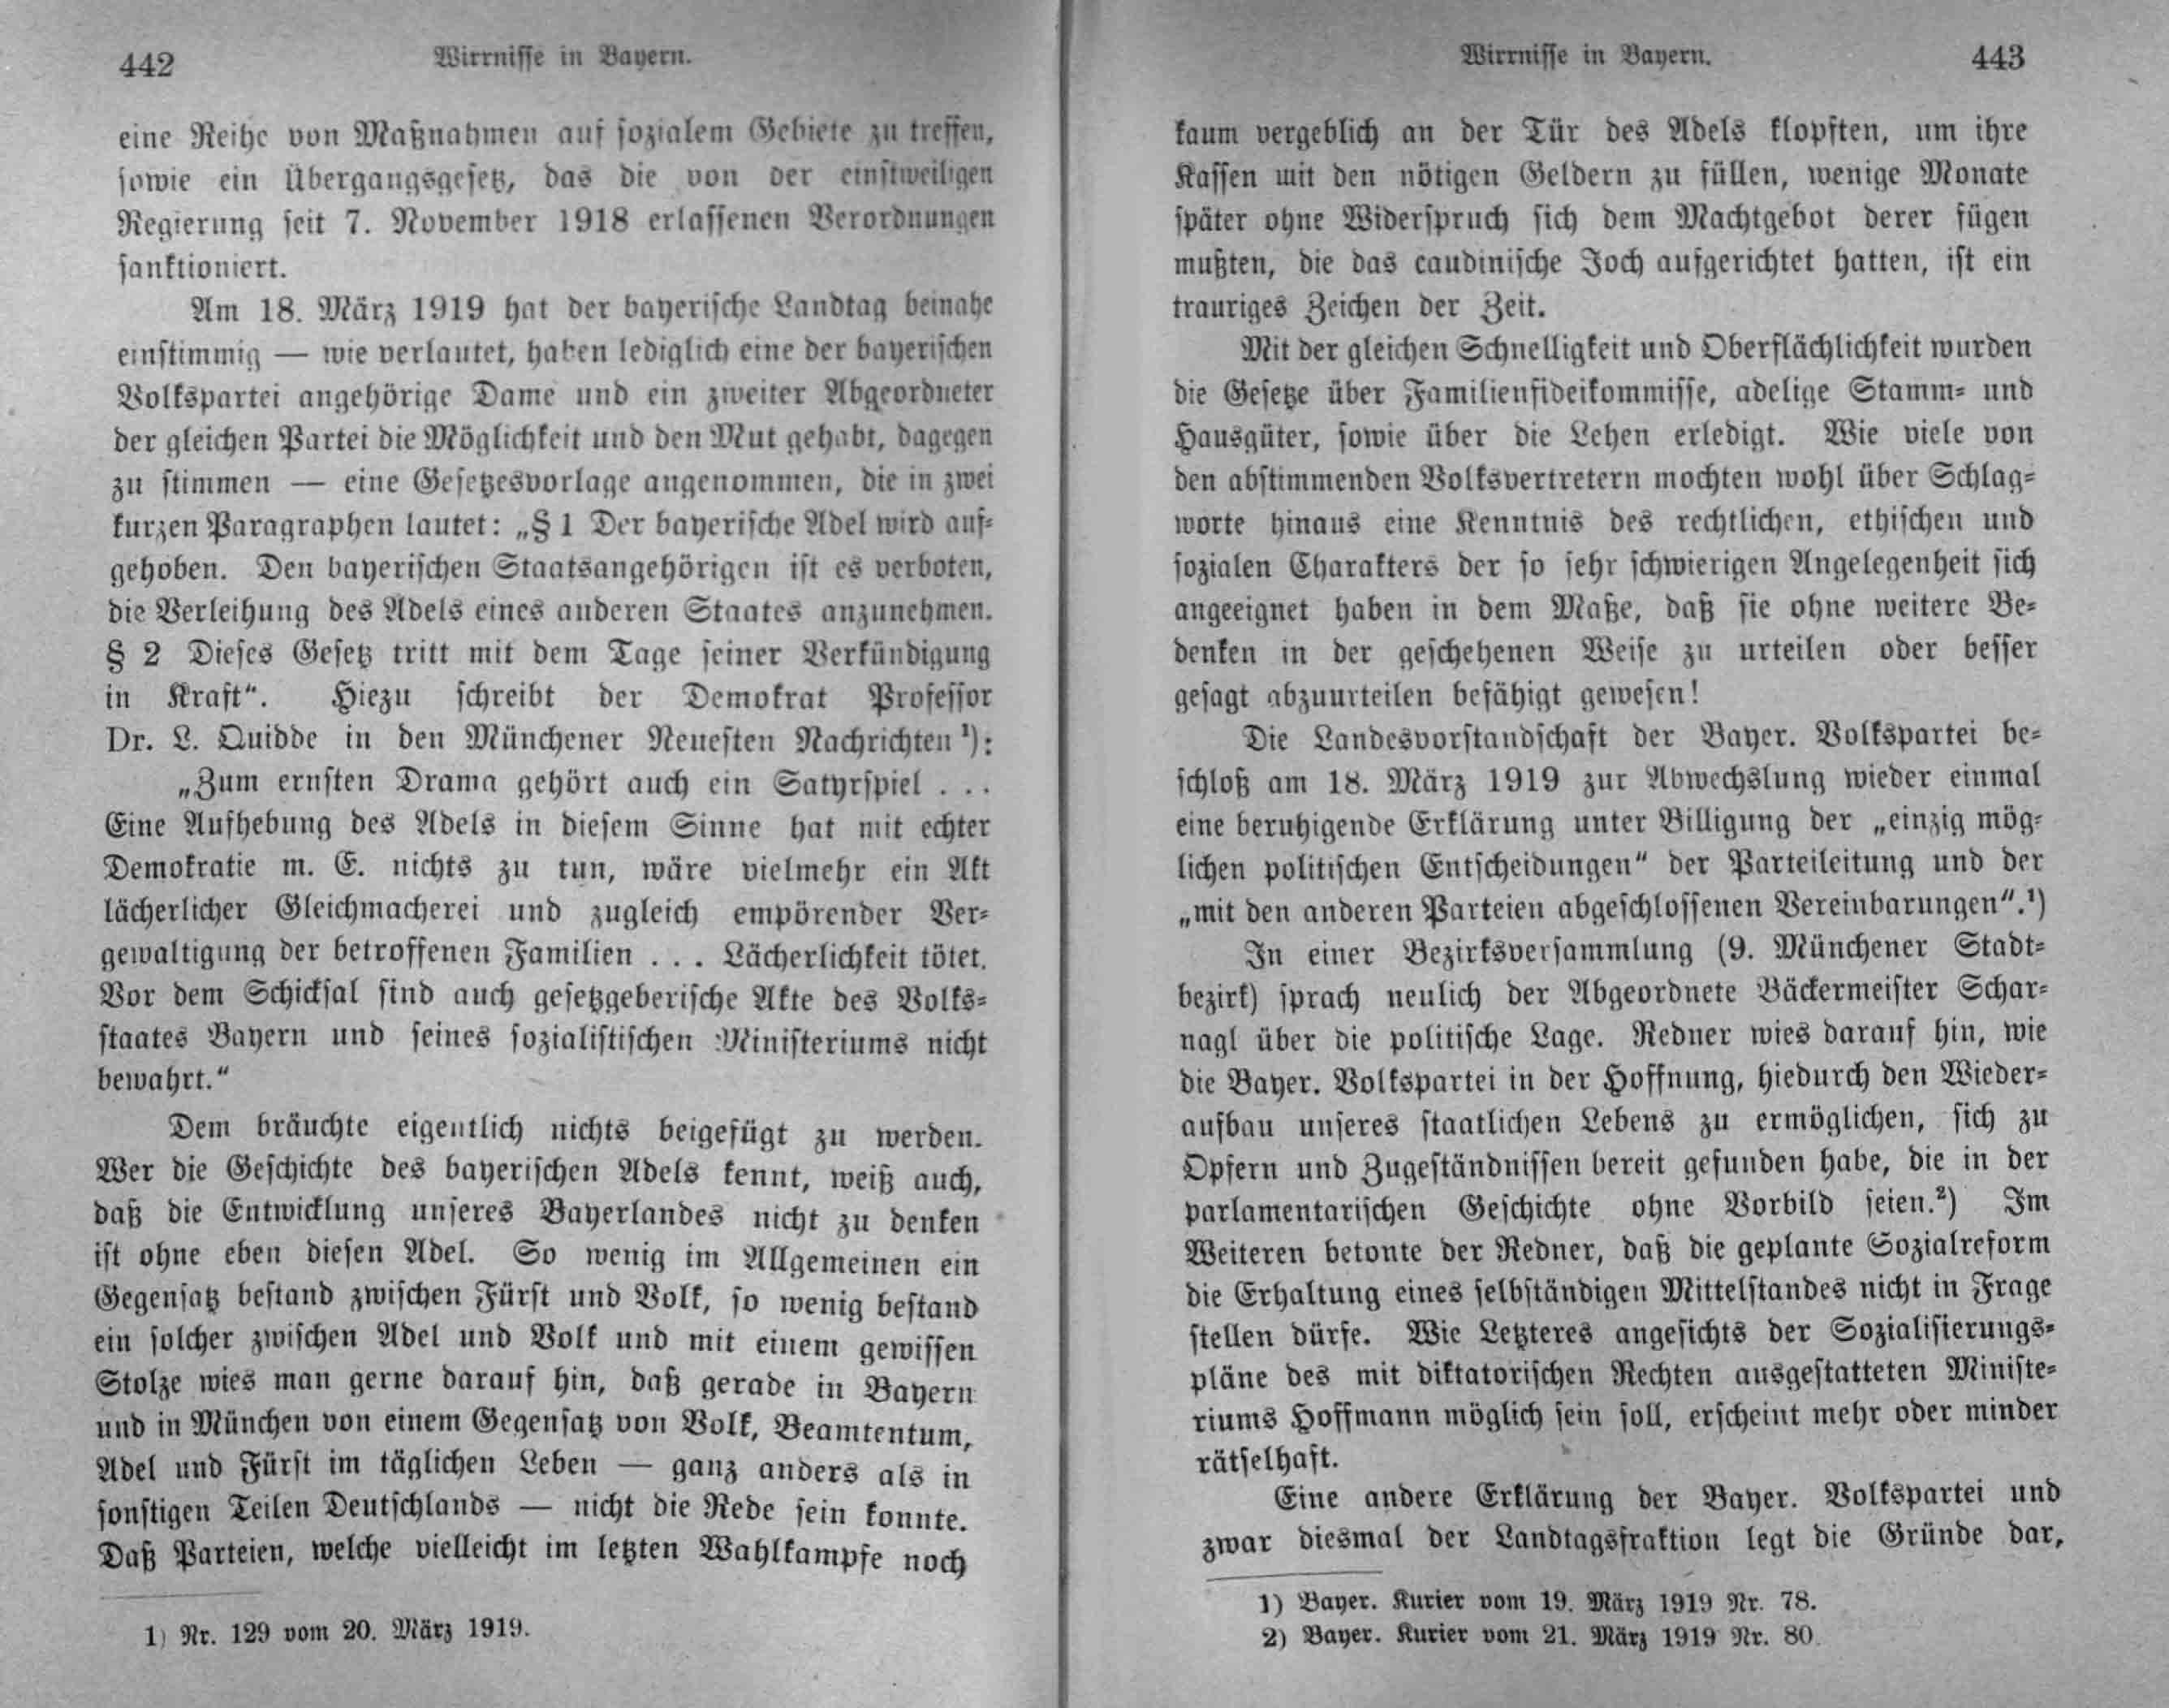 442
Wirrnisse in Bayern.
eine Reihe von Maßnahmen auf sozialem Gebiete zu treffen,
sowie ein Übergangsgesetz, das die von der einstweiligen
Regierung seit 7. November 1918 erlassenen Verordnungen
sanktioniert.
Am 18. März 1919 hat der bayerische Landtag beinahe
einstimmig — wie verlautet, haben lediglich eine der bayerischen
Volkspartei angehörige Dame und ein zweiter Abgeordneter
der gleichen Partei die Möglichkeit und den Mut gehabt, dagegen
zu stimmen — eine Gesetzesvorlage angenommen, die in zwei
kurzen Paragraphen lautet: „§ 1 Der bayerische Adel wird auf-
gehoben. Den bayerischen Staatsangehörigen ist es verboten,
die Verleihung des Adels eines anderen Staates anzunehmen.
§ 2 Dieses Gesetz tritt mit dem Tage seiner Verkündigung
in Kraft“. Hiezu schreibt der Demokrat Professor
Dr. L. Quidde in den Münchener Neuesten Nachrichten ¹):
„Zum ernsten Drama gehört auch ein Satyrspiel . . .
Eine Aufhebung des Adels in diesem Sinne hat mit echter
Demokratie m. E. nichts zu tun, wäre vielmehr ein Akt
lächerlicher Gleichmacherei und zugleich empörender Ver-
gewaltigung der betroffenen Familien . . . Lächerlichkeit tötet.
Vor dem Schicksal sind auch gesetzgeberische Akte des Volks-
staates Bayern und seines sozialistischen Ministeriums nicht
bewahrt.“
Dem bräuchte eigentlich nichts beigefügt zu werden.
Wer die Geschichte des bayerischen Adels kennt, weiß auch,
daß die Entwicklung unseres Bayerlandes nicht zu denken
ist ohne eben diesen Adel. So wenig im Allgemeinen ein
Gegensatz bestand zwischen Fürst und Volk, so wenig bestand
ein solcher zwischen Adel und Volk und mit einem gewissen
Stolze wies man gerne darauf hin, daß gerade in Bayern
und in München von einem Gegensatz von Volk, Beamtentum,
Adel und Fürst im täglichen Leben — ganz anders als in
sonstigen Teilen Deutschlands — nicht die Rede sein konnte.
Daß Parteien, welche vielleicht im letzten Wahlkampfe noch
1) Nr. 129 vom 20. März 1919.
Wirrnisse in Bayern.
443
kaum vergeblich an der Tür des Adels klopften, um ihre
Kassen mit den nötigen Geldern zu füllen, wenige Monate
später ohne Widerspruch sich dem Machtgebot derer fügen
mußten, die das caudinische Joch aufgerichtet hatten, ist ein
trauriges Zeichen der Zeit.
Mit der gleichen Schnelligkeit und Oberflächlichkeit wurden
die Gesetze über Familienfideikommisse, adelige Stamm- und
Hausgüter, sowie über die Lehen erledigt. Wie viele von
den abstimmenden Volksvertretern mochten wohl über Schlag-
worte hinaus eine Kenntnis des rechtlichen, ethischen und
sozialen Charakters der so sehr schwierigen Angelegenheit sich
angeeignet haben in dem Maße, daß sie ohne weitere Be-
denken in der geschehenen Weise zu urteilen oder besser
gesagt abzuurteilen befähigt gewesen!
Die Landesvorstandschaft der Bayer. Volkspartei be-
schloß am 18. März 1919 zur Abwechslung wieder einmal
eine beruhigende Erklärung unter Billigung der „einzig mög-
lichen politischen Entscheidungen“ der Parteileitung und der
„mit den anderen Parteien abgeschlossenen Vereinbarungen“.¹)
In einer Bezirksversammlung (9. Münchener Stadt-
bezirk) sprach neulich der Abgeordnete Bäckermeister Schar-
nagl über die politische Lage. Redner wies darauf hin, wie
die Bayer. Volkspartei in der Hoffnung, hiedurch den Wieder-
aufbau unseres staatlichen Lebens zu ermöglichen, sich zu
Opfern und Zugeständnissen bereit gefunden habe, die in der
parlamentarischen Geschichte ohne Vorbild seien.²) Im
Weiteren betonte der Redner, daß die geplante Sozialreform
die Erhaltung eines selbständigen Mittelstandes nicht in Frage
stellen dürfe. Wie Letzteres angesichts der Sozialisierungs-
pläne des mit diktatorischen Rechten ausgestatteten Ministe-
riums Hoffmann möglich sein soll, erscheint mehr oder minder
rätselhaft.
Eine andere Erklärung der Bayer. Volkspartei und
zwar diesmal der Landtagsfraktion legt die Gründe dar,
1) Bayer. Kurier vom 19. März 1919 Nr. 78.
2) Bayer. Kurier vom 21. März 1919 Nr. 80.